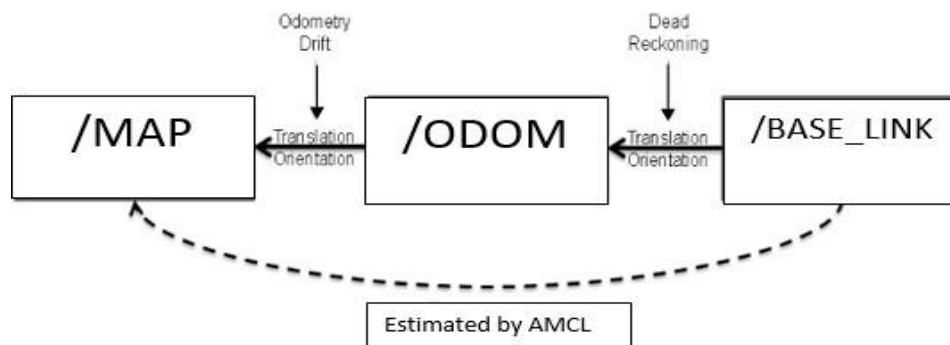 Odometry
Drift
Dead
Reckoning
/MAP
Translation
Orientation
/ODOM
Translation
Orientation
/BASE_LINK
Estimated by AMCL